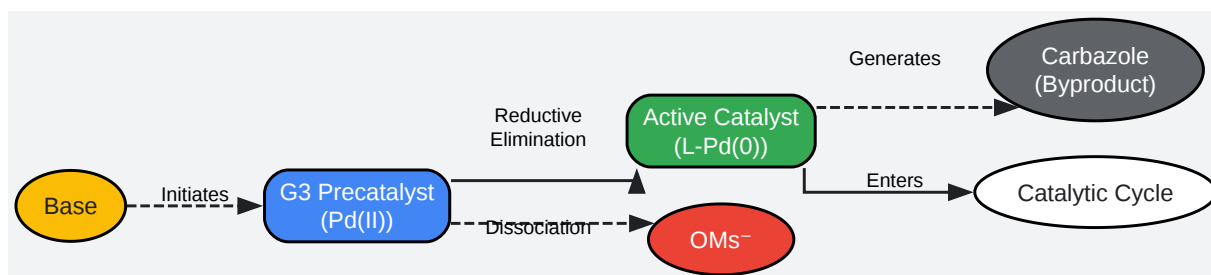 Base
Initiates
G3 Precatalyst
(Pd(II))
Reductive
Elimination
Dissociation
Active Catalyst
(L-Pd(0))
OMs⁻
Generates
Carbazole
(Byproduct)
Enters
Catalytic Cycle